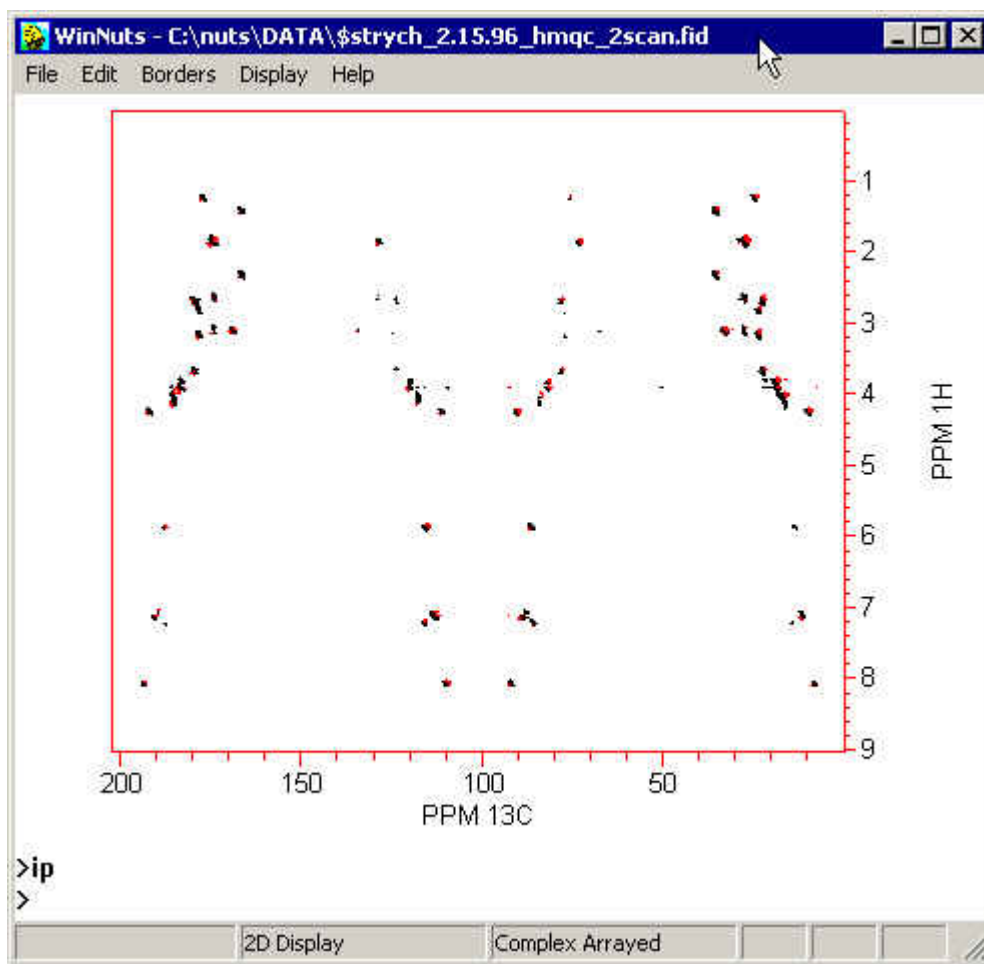 WinNuts - C:\nuts\DATA\$strych_2.15.96_hmqc_2scan.fid
File Edit Borders Display Help
1
2
3
4
5
6
7
8
9
PPM 1H
200 150 100 50
PPM 13C
>ip
>
2D Display Complex Arrayed